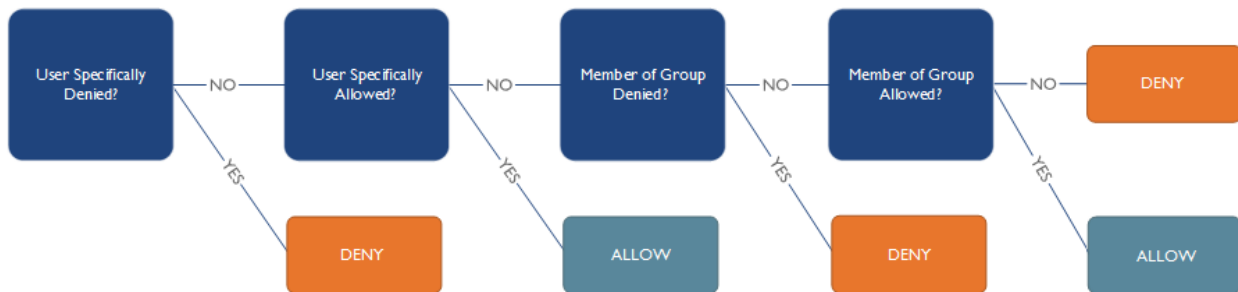 User Specifically
Denied?
NO
User Specifically
Allowed?
NO
Member of Group
Denied?
NO
Member of Group
Allowed?
NO
DENY
YES
YES
YES
YES
DENY
ALLOW
DENY
ALLOW